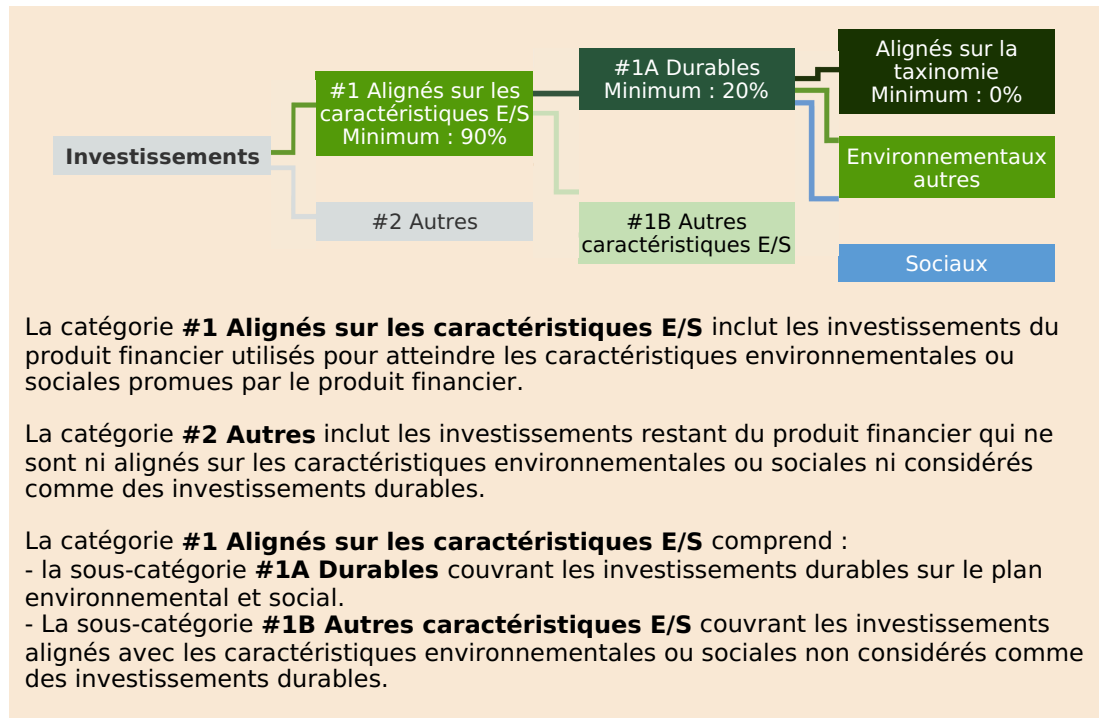 Investissements
#1 Alignés sur les
caractéristiques E/S
Minimum : 90%
#2 Autres
#1A Durables
Minimum : 20%
#1B Autres
caractéristiques E/S
Alignés sur la
taxinomie
Minimum : 0%
Environnementaux
autres
Sociaux
La catégorie #1 Alignés sur les caractéristiques E/S inclut les investissements du
produit financier utilisés pour atteindre les caractéristiques environnementales ou
sociales promues par le produit financier.
La catégorie #2 Autres inclut les investissements restant du produit financier qui ne
sont ni alignés sur les caractéristiques environnementales ou sociales ni considérés
comme des investissements durables.
La catégorie #1 Alignés sur les caractéristiques E/S comprend :
- la sous-catégorie #1A Durables couvrant les investissements durables sur le plan
environnemental et social.
- La sous-catégorie #1B Autres caractéristiques E/S couvrant les investissements
alignés avec les caractéristiques environnementales ou sociales non considérés comme
des investissements durables.